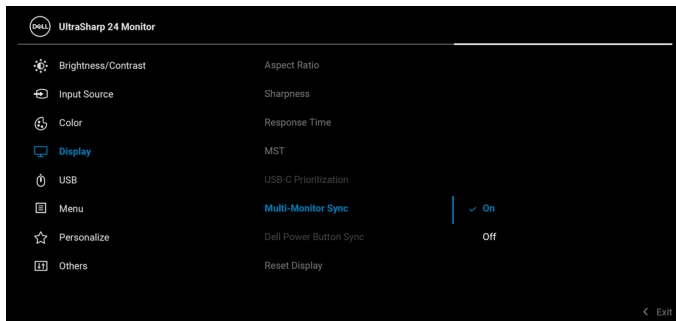 DELL UltraSharp 24 Monitor
Brightness/Contrast Aspect Ratio
Input Source Sharpness
Color Response Time
Display MST
USB USB-C Prioritization
Menu Multi-Monitor Sync On
Personalize Dell Power Button Sync Off
Others Reset Display
Exit